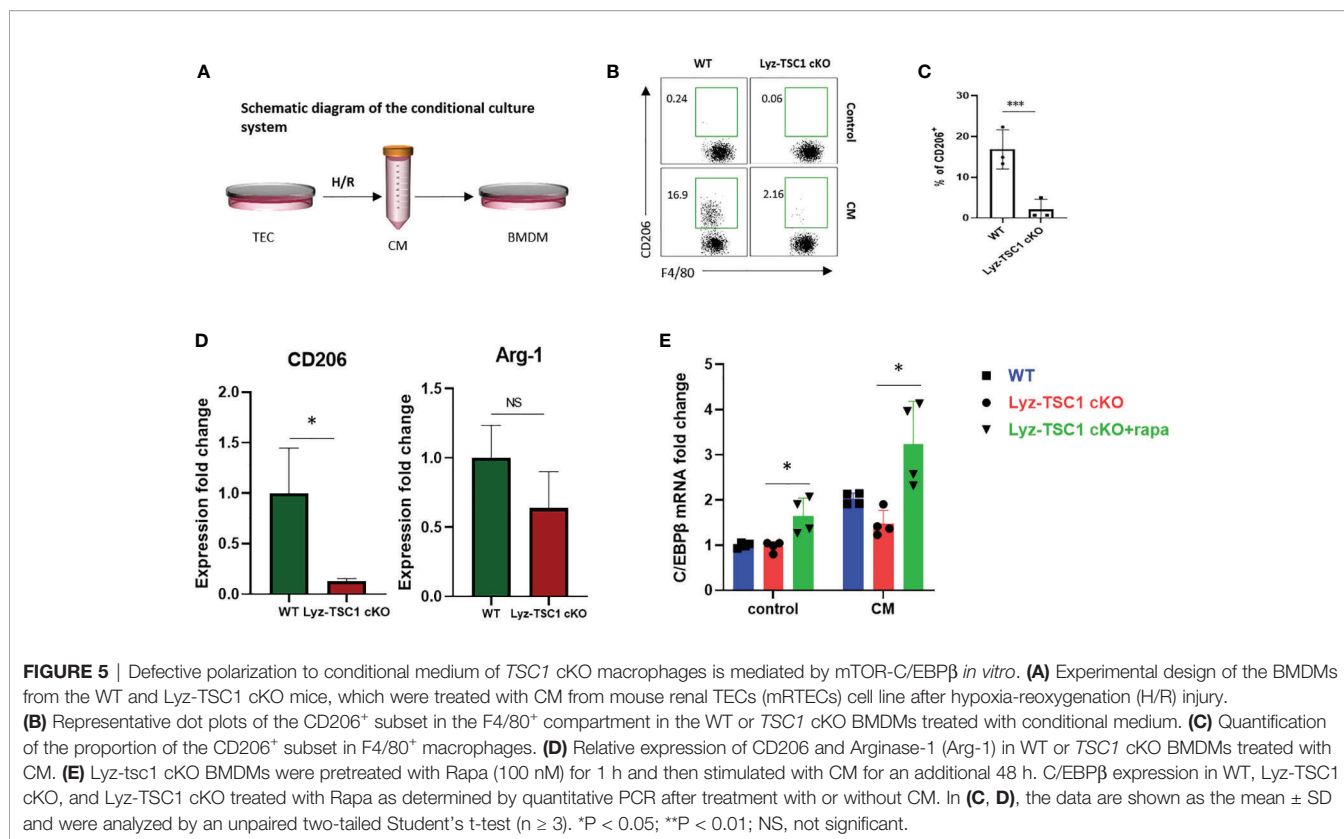 A
Schematic diagram of the conditional culture
system
H/R
TEC
CM
BMDM
B
WT
Lyz-TSC1 cKO
0.24
0.06
Control
16.9
2.16
CM
CD206
F4/80
C
***
% of CD206+
30
20
10
0
WT
Lyz-TSC1 cKO
D
CD206
Expression fold change
2.0
1.5
1.0
0.5
0.0
*
WT
Lyz-TSC1 cKO
Arg-1
Expression fold change
1.5
1.0
0.5
0.0
NS
WT
Lyz-TSC1 cKO
E
C/EBPβ mRNA fold change
5
4
3
2
1
0
*
*
control
CM
WT
Lyz-TSC1 cKO
Lyz-TSC1 cKO+rapa
FIGURE 5 | Defective polarization to conditional medium of TSC1 cKO macrophages is mediated by mTOR-C/EBPβ in vitro. (A) Experimental design of the BMDMs
from the WT and Lyz-TSC1 cKO mice, which were treated with CM from mouse renal TECs (mRTECs) cell line after hypoxia-reoxygenation (H/R) injury.
(B) Representative dot plots of the CD206+ subset in the F4/80+ compartment in the WT or TSC1 cKO BMDMs treated with conditional medium. (C) Quantification
of the proportion of the CD206+ subset in F4/80+ macrophages. (D) Relative expression of CD206 and Arginase-1 (Arg-1) in WT or TSC1 cKO BMDMs treated with
CM. (E) Lyz-tsc1 cKO BMDMs were pretreated with Rapa (100 nM) for 1 h and then stimulated with CM for an additional 48 h. C/EBPβ expression in WT, Lyz-TSC1
cKO, and Lyz-TSC1 cKO treated with Rapa as determined by quantitative PCR after treatment with or without CM. In (C, D), the data are shown as the mean ± SD
and were analyzed by an unpaired two-tailed Student's t-test (n ≥ 3). *P < 0.05; **P < 0.01; NS, not significant.